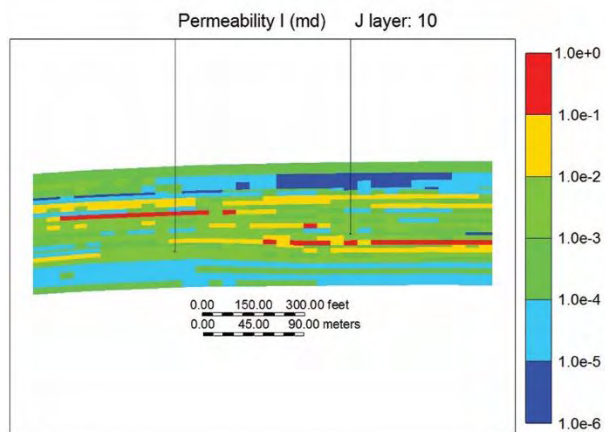 Permeability I (md) J layer: 10
1.0e+0
1.0e-1
1.0e-2
1.0e-3
1.0e-4
1.0e-5
1.0e-6
0.00 150.00 300.00 feet
0.00 45.00 90.00 meters